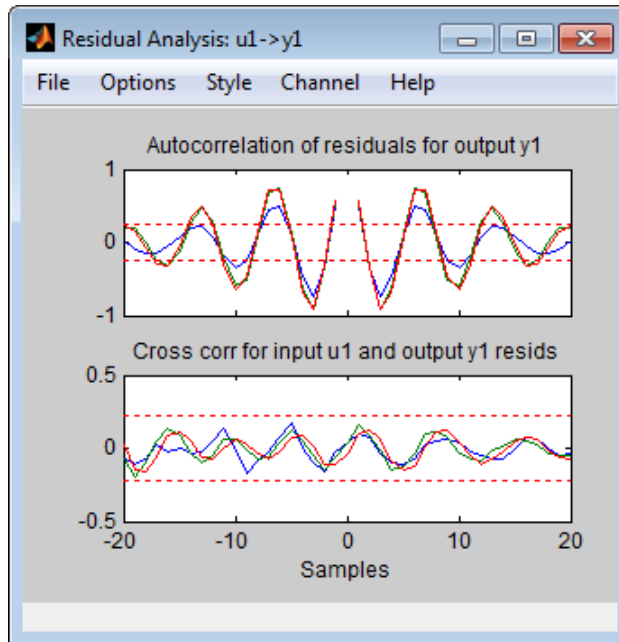 Residual Analysis: u1->y1
File Options Style Channel Help
Autocorrelation of residuals for output y1
1
0
-1
Cross corr for input u1 and output y1 resids
0.5
0
-0.5
-20 -10 0 10 20
Samples